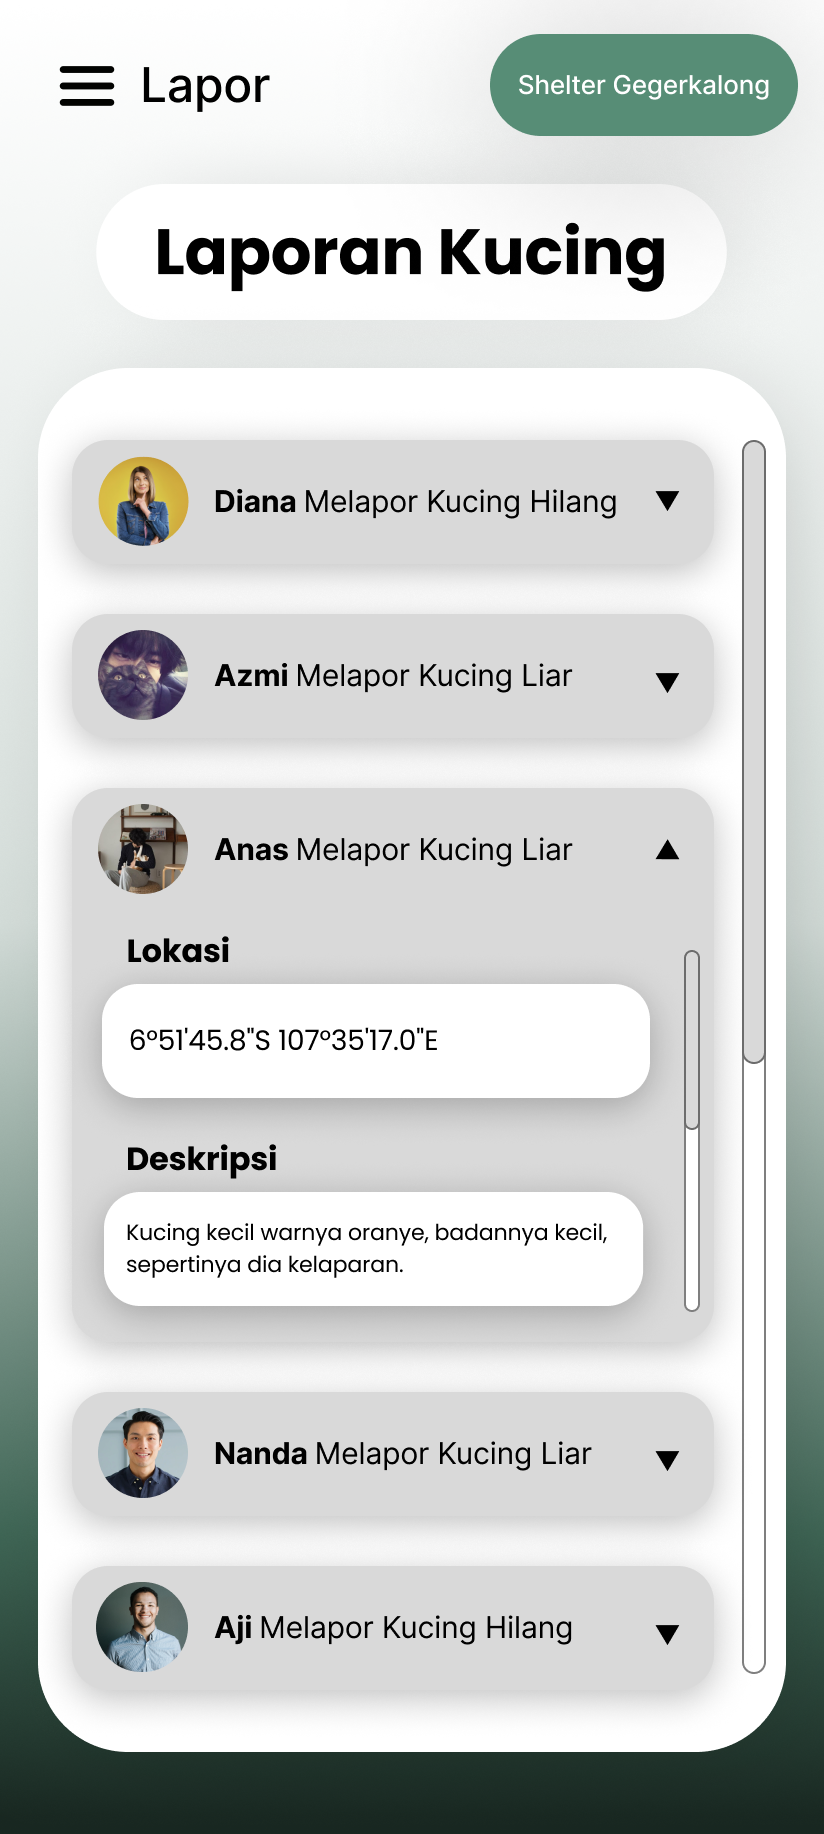 Lapor
Shelter Gegerkalong
Laporan Kucing
Diana Melapor Kucing Hilang
Azmi Melapor Kucing Liar
Anas Melapor Kucing Liar
Lokasi
6°51'45.8"S 107°35'17.0"E
Deskripsi
Kucing kecil warnya oranye, badannya kecil,
sepertinya dia kelaparan.
Nanda Melapor Kucing Liar
Aji Melapor Kucing Hilang